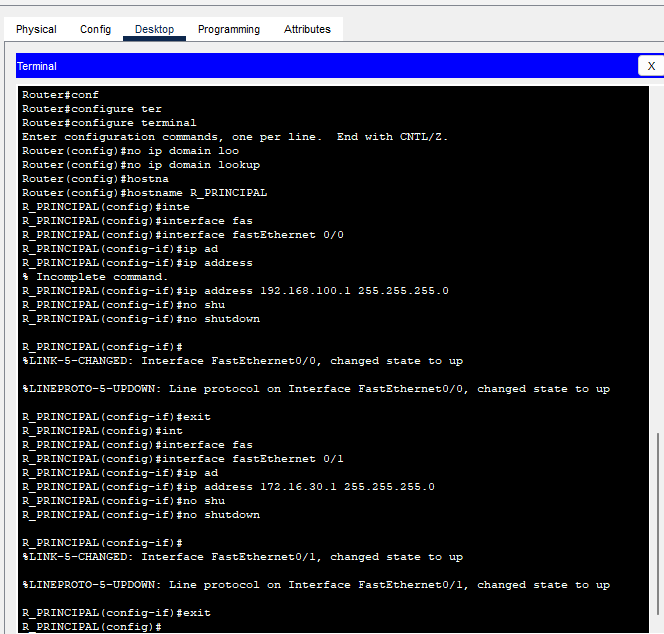 Physical Config Desktop Programming Attributes
Terminal X
Router#conf
Router#configure ter
Router#configure terminal
Enter configuration commands, one per line.  End with CNTL/Z.
Router(config)#no ip domain loo
Router(config)#no ip domain lookup
Router(config)#hostna
Router(config)#hostname R_PRINCIPAL
R_PRINCIPAL(config)#inte
R_PRINCIPAL(config)#interface fas
R_PRINCIPAL(config)#interface fastEthernet 0/0
R_PRINCIPAL(config-if)#ip ad
R_PRINCIPAL(config-if)#ip address
% Incomplete command.
R_PRINCIPAL(config-if)#ip address 192.168.100.1 255.255.255.0
R_PRINCIPAL(config-if)#no shu
R_PRINCIPAL(config-if)#no shutdown
R_PRINCIPAL(config-if)#
%LINK-5-CHANGED: Interface FastEthernet0/0, changed state to up
%LINEPROTO-5-UPDOWN: Line protocol on Interface FastEthernet0/0, changed state to up
R_PRINCIPAL(config-if)#exit
R_PRINCIPAL(config)#int
R_PRINCIPAL(config)#interface fas
R_PRINCIPAL(config)#interface fastEthernet 0/1
R_PRINCIPAL(config-if)#ip ad
R_PRINCIPAL(config-if)#ip address 172.16.30.1 255.255.255.0
R_PRINCIPAL(config-if)#no shu
R_PRINCIPAL(config-if)#no shutdown
R_PRINCIPAL(config-if)#
%LINK-5-CHANGED: Interface FastEthernet0/1, changed state to up
%LINEPROTO-5-UPDOWN: Line protocol on Interface FastEthernet0/1, changed state to up
R_PRINCIPAL(config-if)#exit
R_PRINCIPAL(config)#